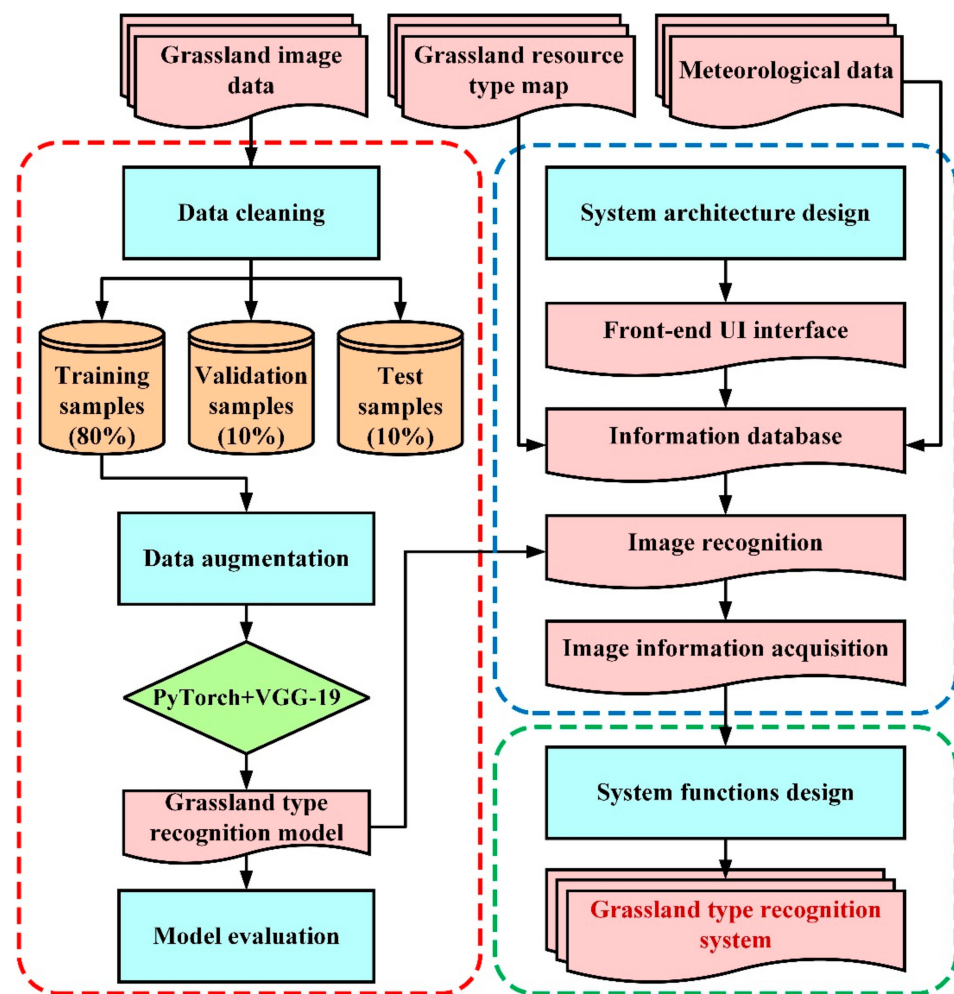 Grassland image
data
Grassland resource
type map
Meteorological data
Data cleaning
Training
samples
(80%)
Validation
samples
(10%)
Test
samples
(10%)
Data augmentation
PyTorch+VGG-19
Grassland type
recognition model
Model evaluation
System architecture design
Front-end UI interface
Information database
Image recognition
Image information acquisition
System functions design
Grassland type recognition
system